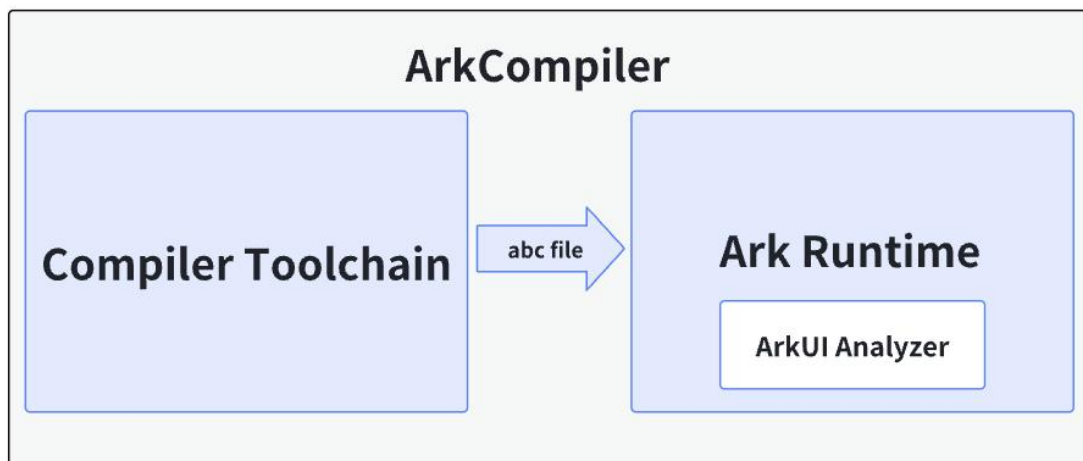 ArkCompiler
Compiler Toolchain
abc file
Ark Runtime
ArkUI Analyzer